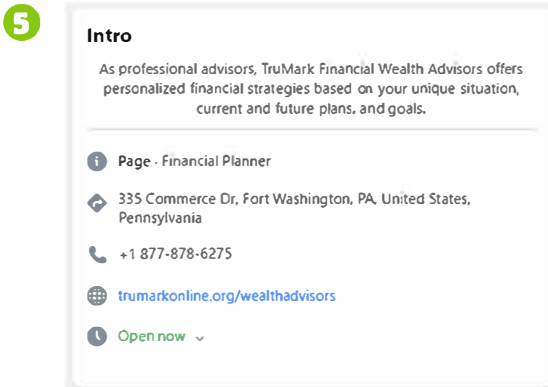 5
Intro
As professional advisors, TruMark Financial Wealth Advisors offers
personalized financial strategies based on your unique situation,
current and future plans, and goals.
Page · Financial Planner
335 Commerce Dr, Fort Washington, PA, United States,
Pennsylvania
+1 877-878-6275
trumarkonline.org/wealthadvisors
Open now